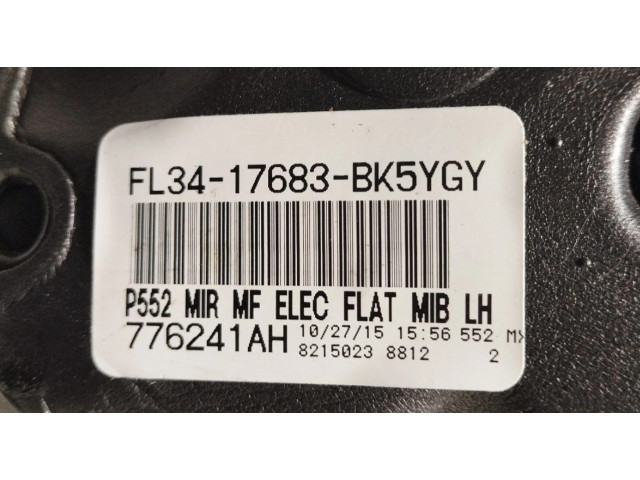 FL34-17683-BK5YGY
P552 MIR MF ELEC FLAT MIB LH
776241AH 10/27/15 15:56 552 MX
8215023 8812 2